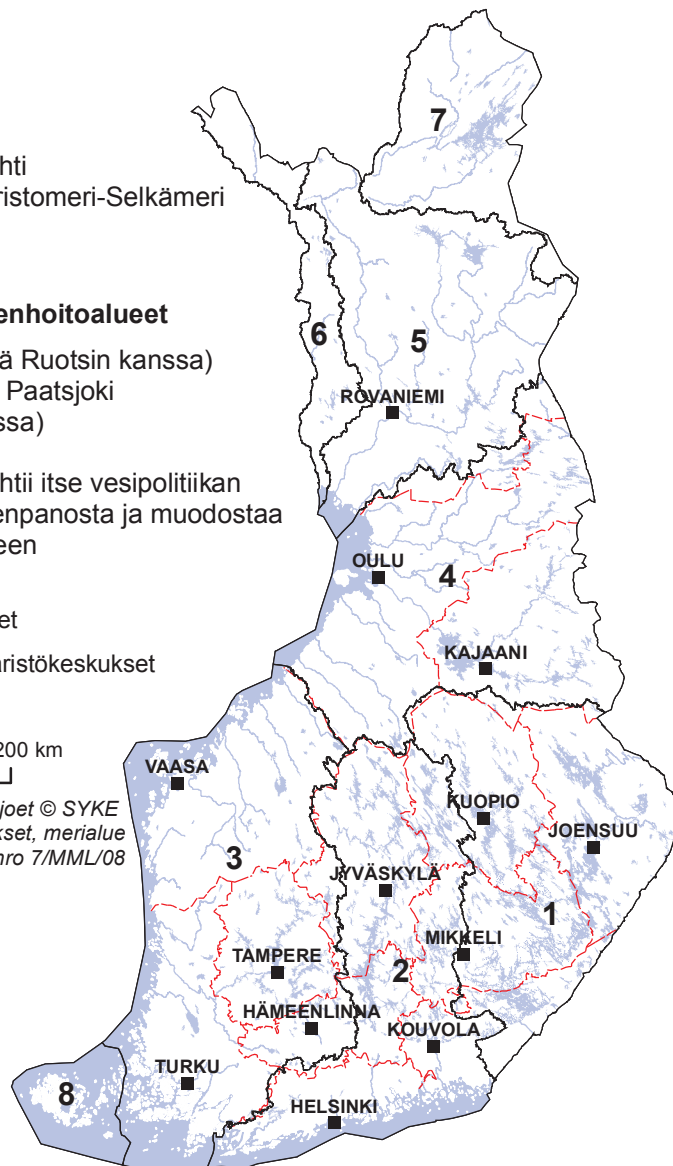 hti
ristomeri-Selkämeri
enhoitoalueet
ä Ruotsin kanssa)
Paatsjoki
ssa)
htii itse vesipolitiikan
enpanosta ja muodostaa
een
et
aristökeskukset
200 km
joet © SYKE
kset, merialue
nro 7/MML/08
7
6
5
ROVANIEMI
OULU
4
KAJAANI
VAASA
KUOPIO
JOENSUU
3
JYVÄSKYLÄ
1
MIKKELI
TAMPERE
2
HÄMEENLINNA
KOUVOLA
TURKU
8
HELSINKI